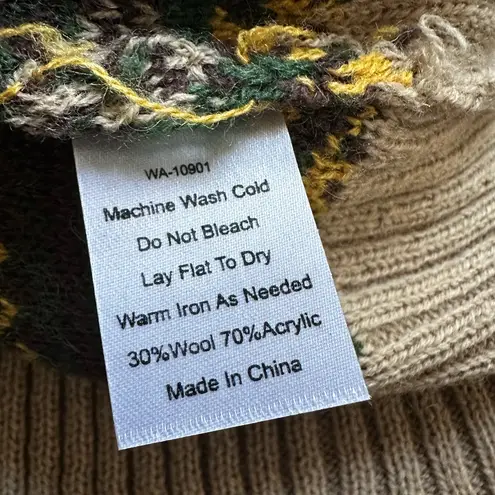 WA-10901
Machine Wash Cold
Do Not Bleach
Lay Flat To Dry
Warm Iron As Needed
30%Wool 70%Acrylic
Made In China